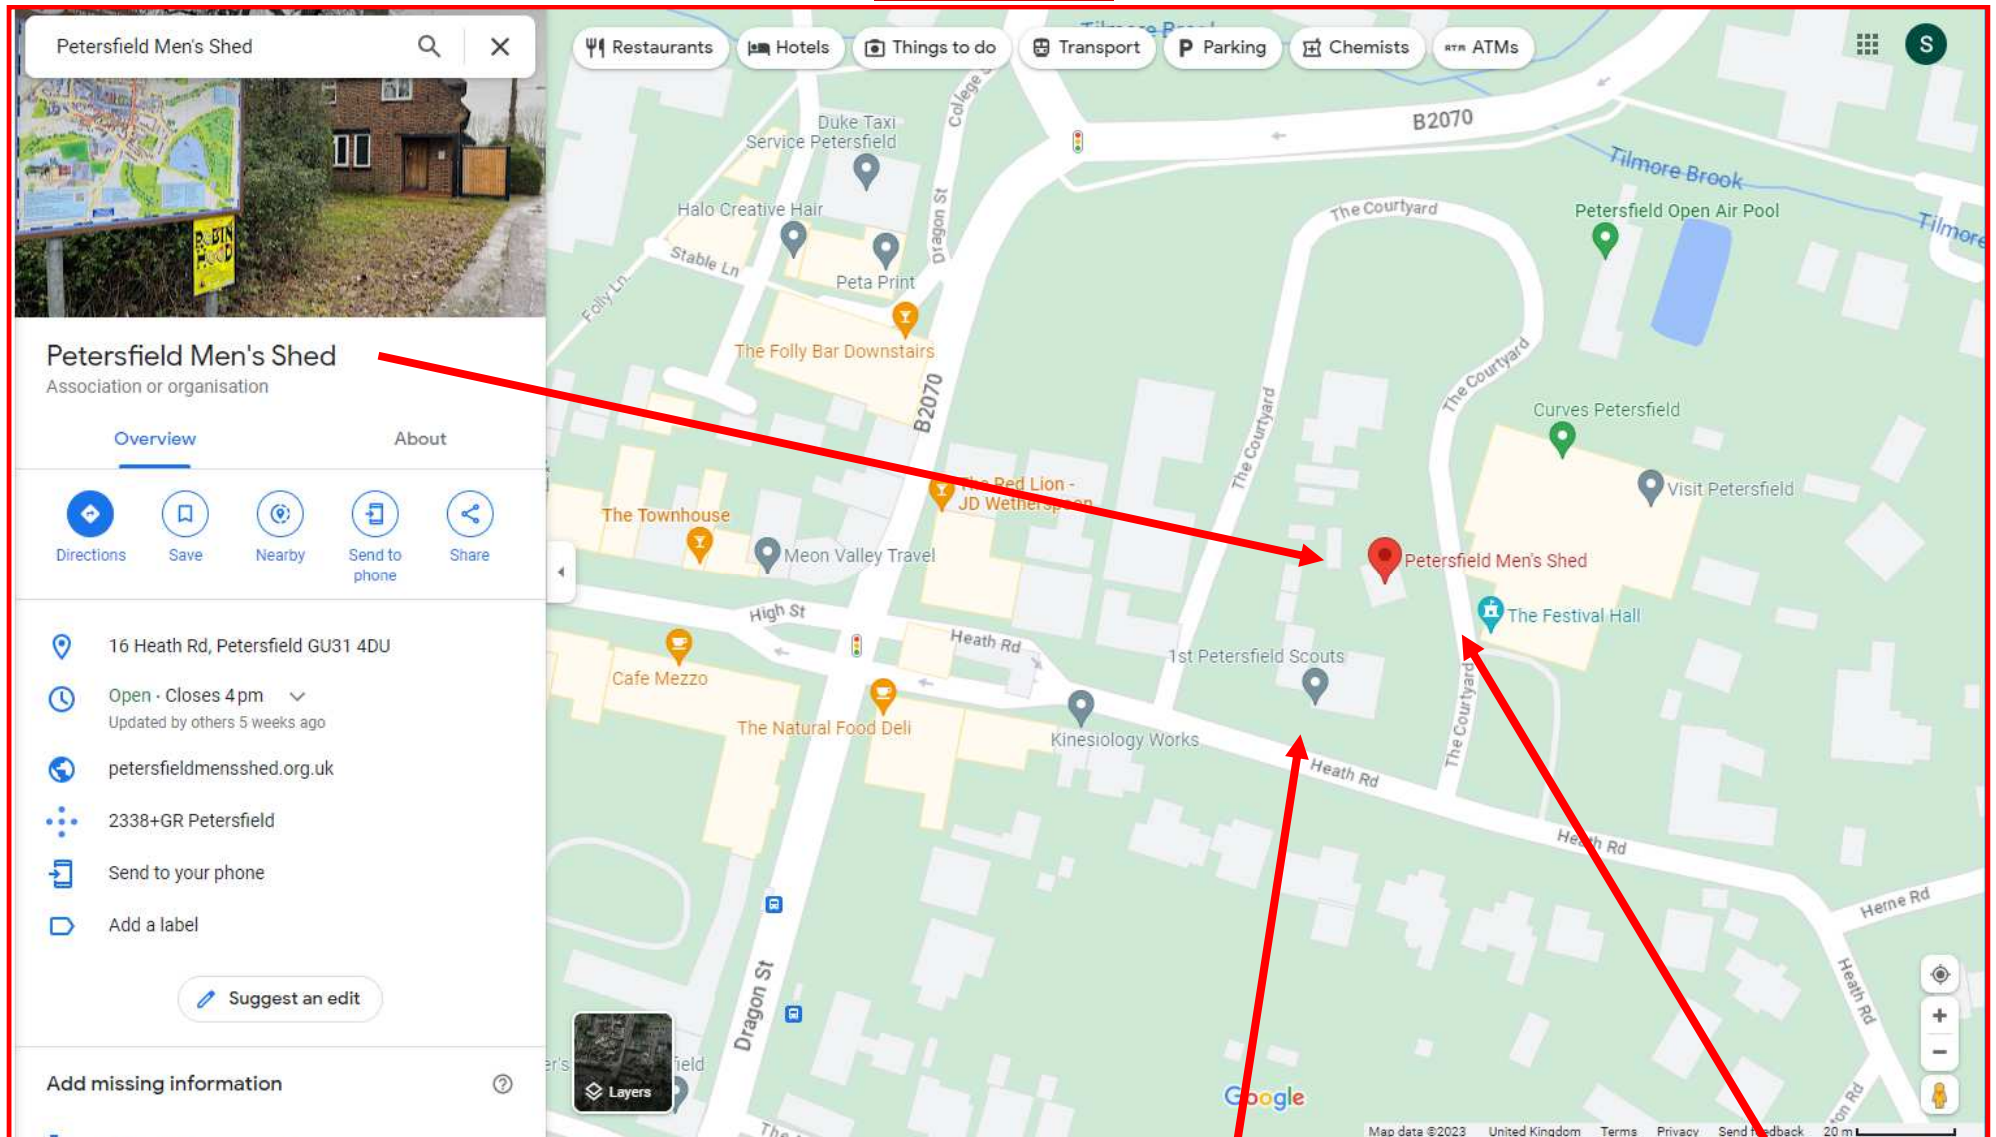 Petersfield Men's Shed
Restaurants
Hotels
Things to do
Transport
Parking
Chemists
ATMs
S
ROBIN
HOOD
Petersfield Men's Shed
Association or organisation
Overview
About
Directions
Save
Nearby
Send to
phone
Share
16 Heath Rd, Petersfield GU31 4DU
Open · Closes 4 pm
Updated by others 5 weeks ago
petersfieldmensshed.org.uk
2338+GR Petersfield
Send to your phone
Add a label
Suggest an edit
Add missing information
Layers
Tilmore Brook
B2070
College
Duke Taxi
Service Petersfield
Dragon St
Halo Creative Hair
Stable Ln
Folly Ln
Peta Print
The Folly Bar Downstairs
B2070
The Courtyard
Petersfield Open Air Pool
Tilmore
The Courtyard
The Courtyard
Curves Petersfield
Visit Petersfield
The Red Lion -
JD Wetherspoon
The Townhouse
Meon Valley Travel
Petersfield Men's Shed
The Festival Hall
High St
Heath Rd
Cafe Mezzo
1st Petersfield Scouts
The Courtyard
The Natural Food Deli
Kinesiology Works
Heath Rd
Heath Rd
Herne Rd
Heath Rd
Dragon St
ield
Google
Map data ©2023 United Kingdom Terms Privacy Send feedback 20 m